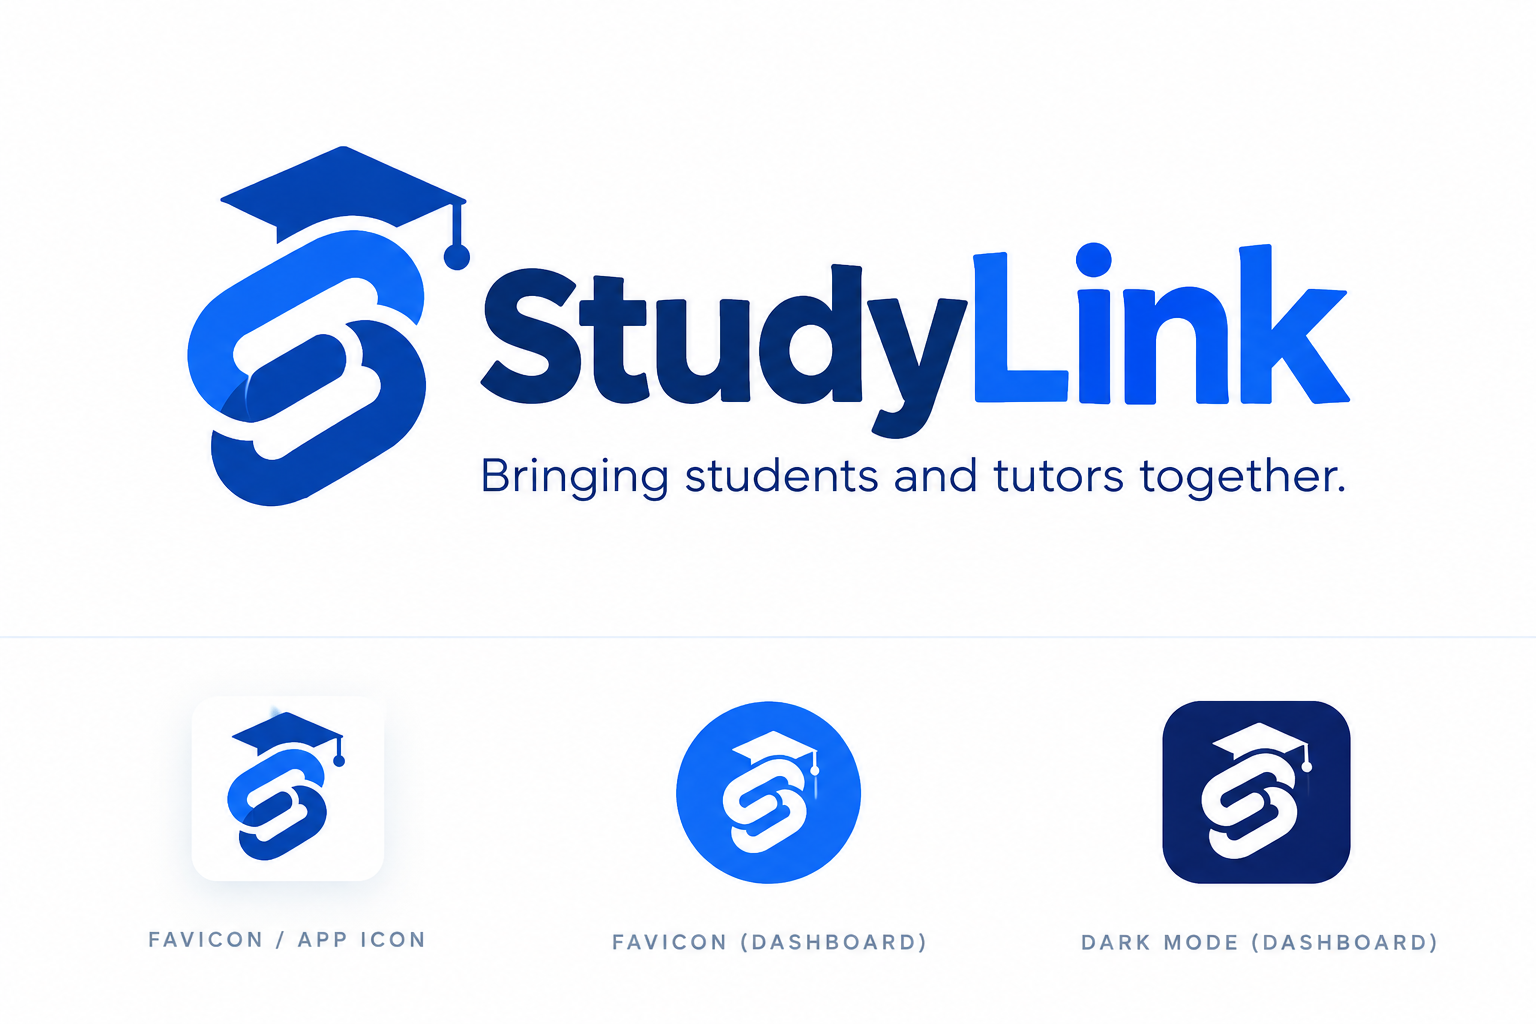 StudyLink
Bringing students and tutors together.
FAVICON / APP ICON
FAVICON (DASHBOARD)
DARK MODE (DASHBOARD)